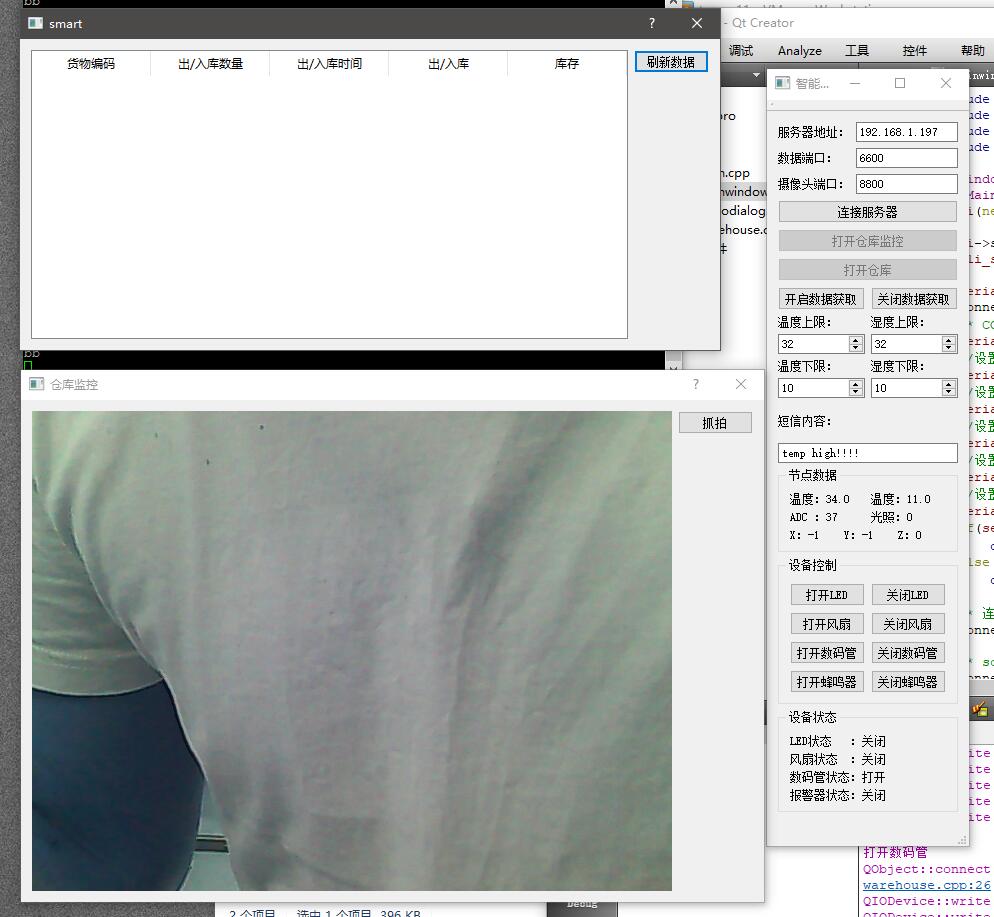 bb
smart
?
货物编码 出/入库数量 出/入库时间 出/入库 库存
刷新数据
bb
仓库监控
?
抓拍
- Qt Creator
调试 Analyze 工具 控件 帮助
智能...
服务器地址： 192.168.1.197
数据端口： 6600
摄像头端口： 8800
连接服务器
打开仓库监控
打开仓库
开启数据获取 关闭数据获取
温度上限： 湿度上限：
32 32
温度下限： 湿度下限：
10 10
短信内容：
temp high!!!!
节点数据
温度：34.0 温度：11.0
ADC ：37 光照：0
X：-1 Y：-1 Z：0
设备控制
打开LED 关闭LED
打开风扇 关闭风扇
打开数码管 关闭数码管
打开蜂鸣器 关闭蜂鸣器
设备状态
LED状态 ：关闭
风扇状态 ：关闭
数码管状态：打开
报警器状态：关闭
打开数码管
QObject::connect
warehouse.cpp:26
QIODevice::write
QIODevice::write
2 个项目 选中 1 个项目 396 KB
Debug